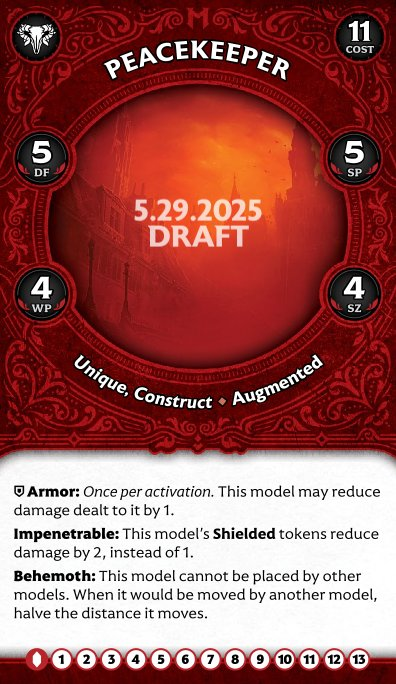 PEACEKEEPER
11
COST
5
DF
5
SP
5.29.2025
DRAFT
4
WP
4
SZ
Unique, Construct ◆ Augmented
Armor: Once per activation. This model may reduce
damage dealt to it by 1.
Impenetrable: This model's Shielded tokens reduce
damage by 2, instead of 1.
Behemoth: This model cannot be placed by other
models. When it would be moved by another model,
halve the distance it moves.
1 2 3 4 5 6 7 8 9 10 11 12 13